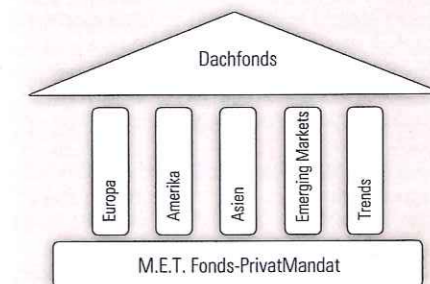 Dachfonds
Europa
Amerika
Asien
Emerging Markets
Trends
M.E.T. Fonds-PrivatMandat